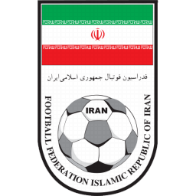 فدراسیون فوتبال جمهوری اسلامی ایران
IRAN
FOOTBALL FEDERATION ISLAMIC REPUBLIC OF IRAN